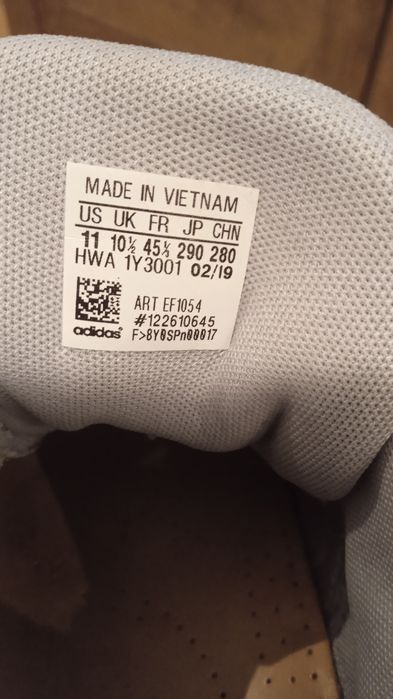 MADE IN VIETNAM
US UK FR JP CHN
11 10½ 45⅓ 290 280
HWA 1Y3001 02/19
ART EF1054
#122610645
adidas® F>8Y0SPn00017